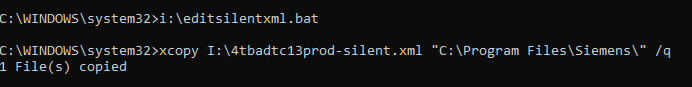 C:\WINDOWS\system32>i:\editsilentxml.bat
C:\WINDOWS\system32>xcopy I:\4tbadtc13prod-silent.xml "C:\Program Files\Siemens\" /q
1 File(s) copied